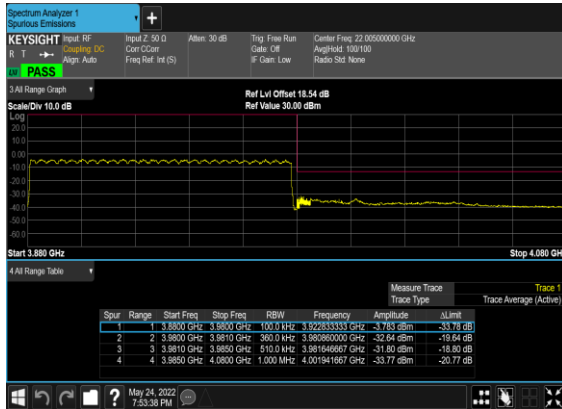 Spectrum Analyzer 1
Spurious Emissions
KEYSIGHT Input: RF Input Z: 50 Ω Atten: 30 dB Trig: Free Run Center Freq: 22.005000000 GHz
R T Coupling: DC Corr CCorr Gate: Off Avg|Hold: 100/100
Align: Auto Freq Ref: Int (S) IF Gain: Low Radio Std: None
PASS
3 All Range Graph
Ref Lvl Offset 18.54 dB
Scale/Div 10.0 dB Ref Value 30.00 dBm
Log
20.0
10.0
0.00
-10.0
-20.0
-30.0
-40.0
-50.0
-60.0
Start 3.880 GHz Stop 4.080 GH
4 All Range Table
Measure Trace Trace 1
Trace Type Trace Average (Active)
Spur Range Start Freq Stop Freq RBW Frequency Amplitude ΔLimit
1 1 3.8800 GHz 3.9800 GHz 100.0 kHz 3.922833333 GHz -3.783 dBm -33.78 dB
2 2 3.9800 GHz 3.9810 GHz 360.0 kHz 3.980860000 GHz -32.64 dBm -19.64 dB
3 3 3.9810 GHz 3.9850 GHz 510.0 kHz 3.981646667 GHz -31.80 dBm -18.80 dB
4 4 3.9850 GHz 4.0800 GHz 1.000 MHz 4.001941667 GHz -33.77 dBm -20.77 dB
? May 24, 2022
7:53:38 PM